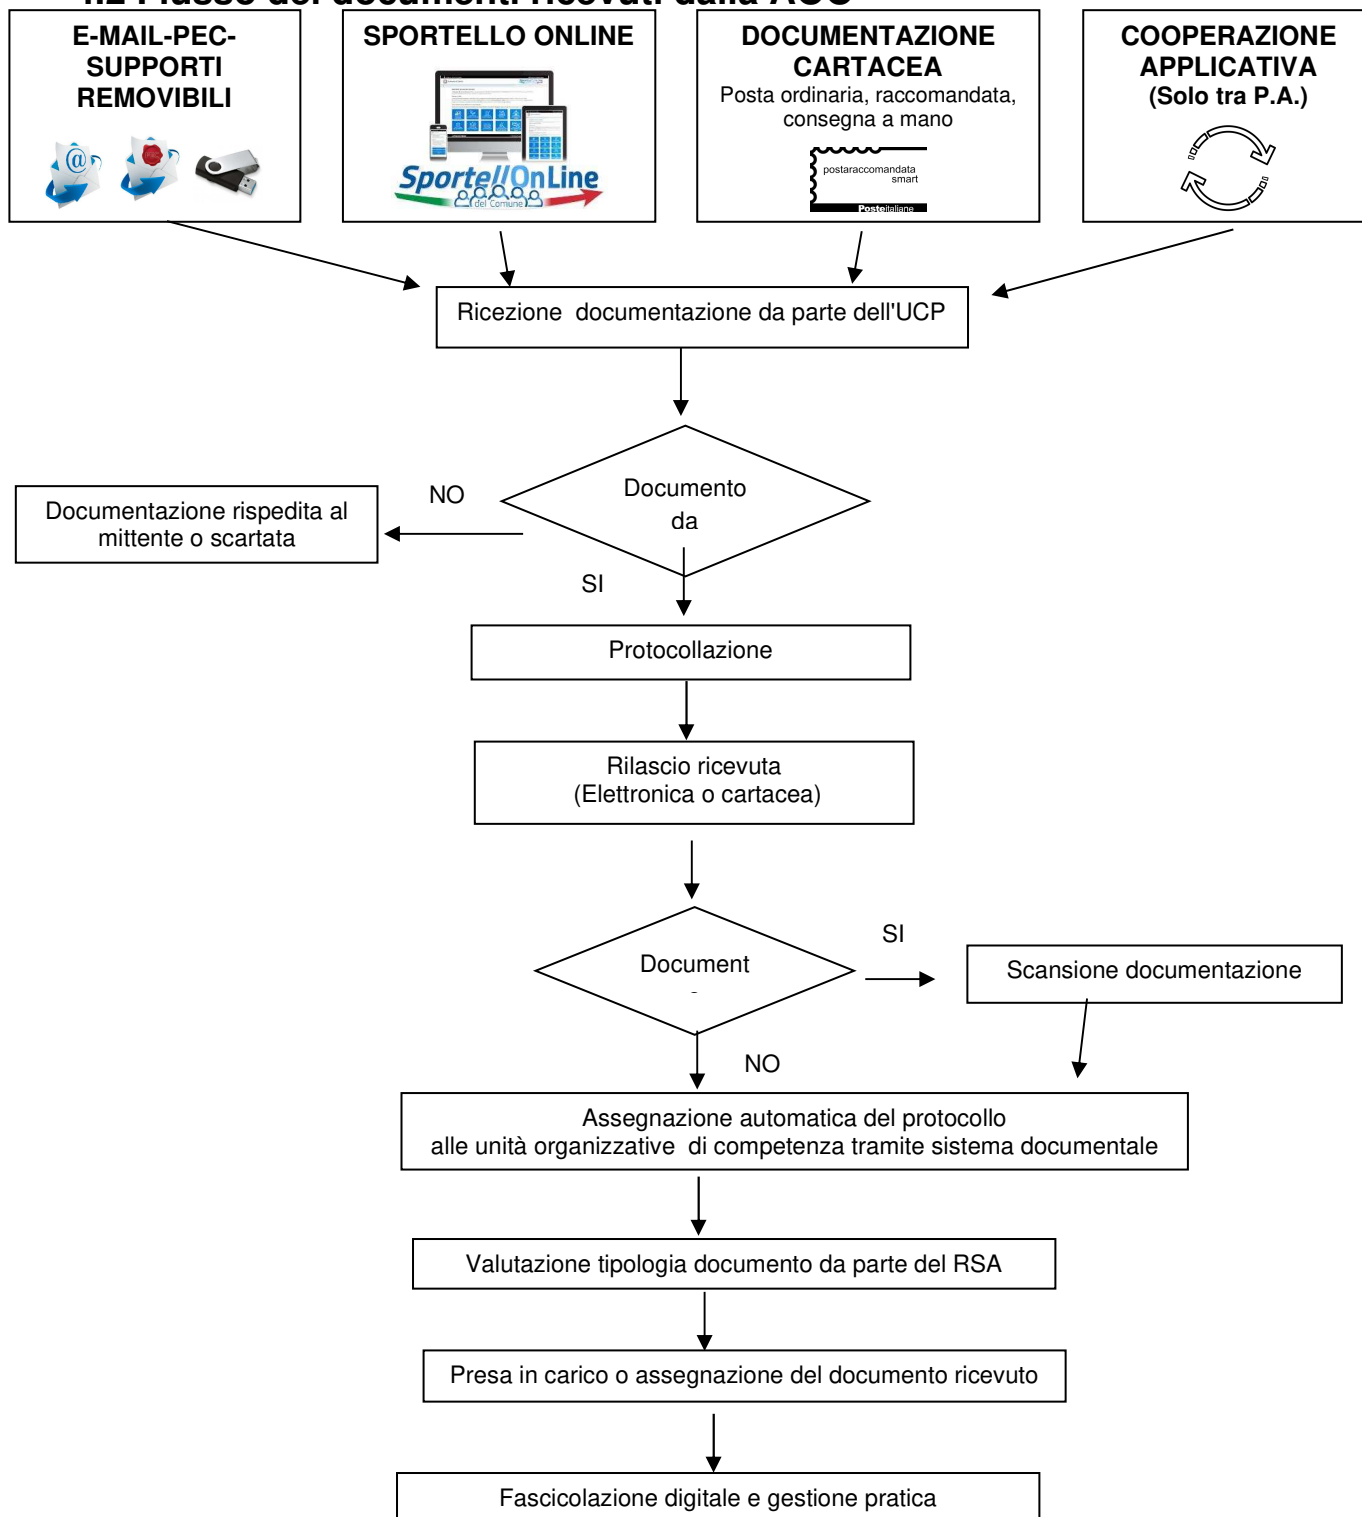 E-MAIL-PEC-
SUPPORTI
REMOVIBILI
SPORTELLO ONLINE
SportellOnLine
del Comune
DOCUMENTAZIONE
CARTACEA
Posta ordinaria, raccomandata,
consegna a mano
postaraccomandata
smart
Posteitaliane
COOPERAZIONE
APPLICATIVA
(Solo tra P.A.)
Ricezione documentazione da parte dell'UCP
Documento
da
NO
Documentazione rispedita al
mittente o scartata
SI
Protocollazione
Rilascio ricevuta
(Elettronica o cartacea)
Document
SI
Scansione documentazione
NO
Assegnazione automatica del protocollo
alle unità organizzative di competenza tramite sistema documentale
Valutazione tipologia documento da parte del RSA
Presa in carico o assegnazione del documento ricevuto
Fascicolazione digitale e gestione pratica